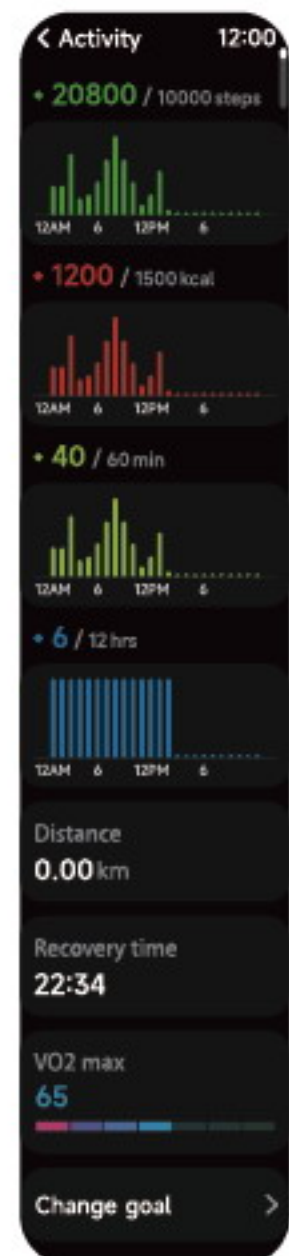 < Activity 12:00
20800 / 10000 steps
12AM 6 12PM 6
1200 / 1500 kcal
12AM 6 12PM 6
40 / 60 min
12AM 6 12PM 6
6 / 12 hrs
12AM 6 12PM 6
Distance
0.00 km
Recovery time
22:34
VO2 max
65
Change goal >